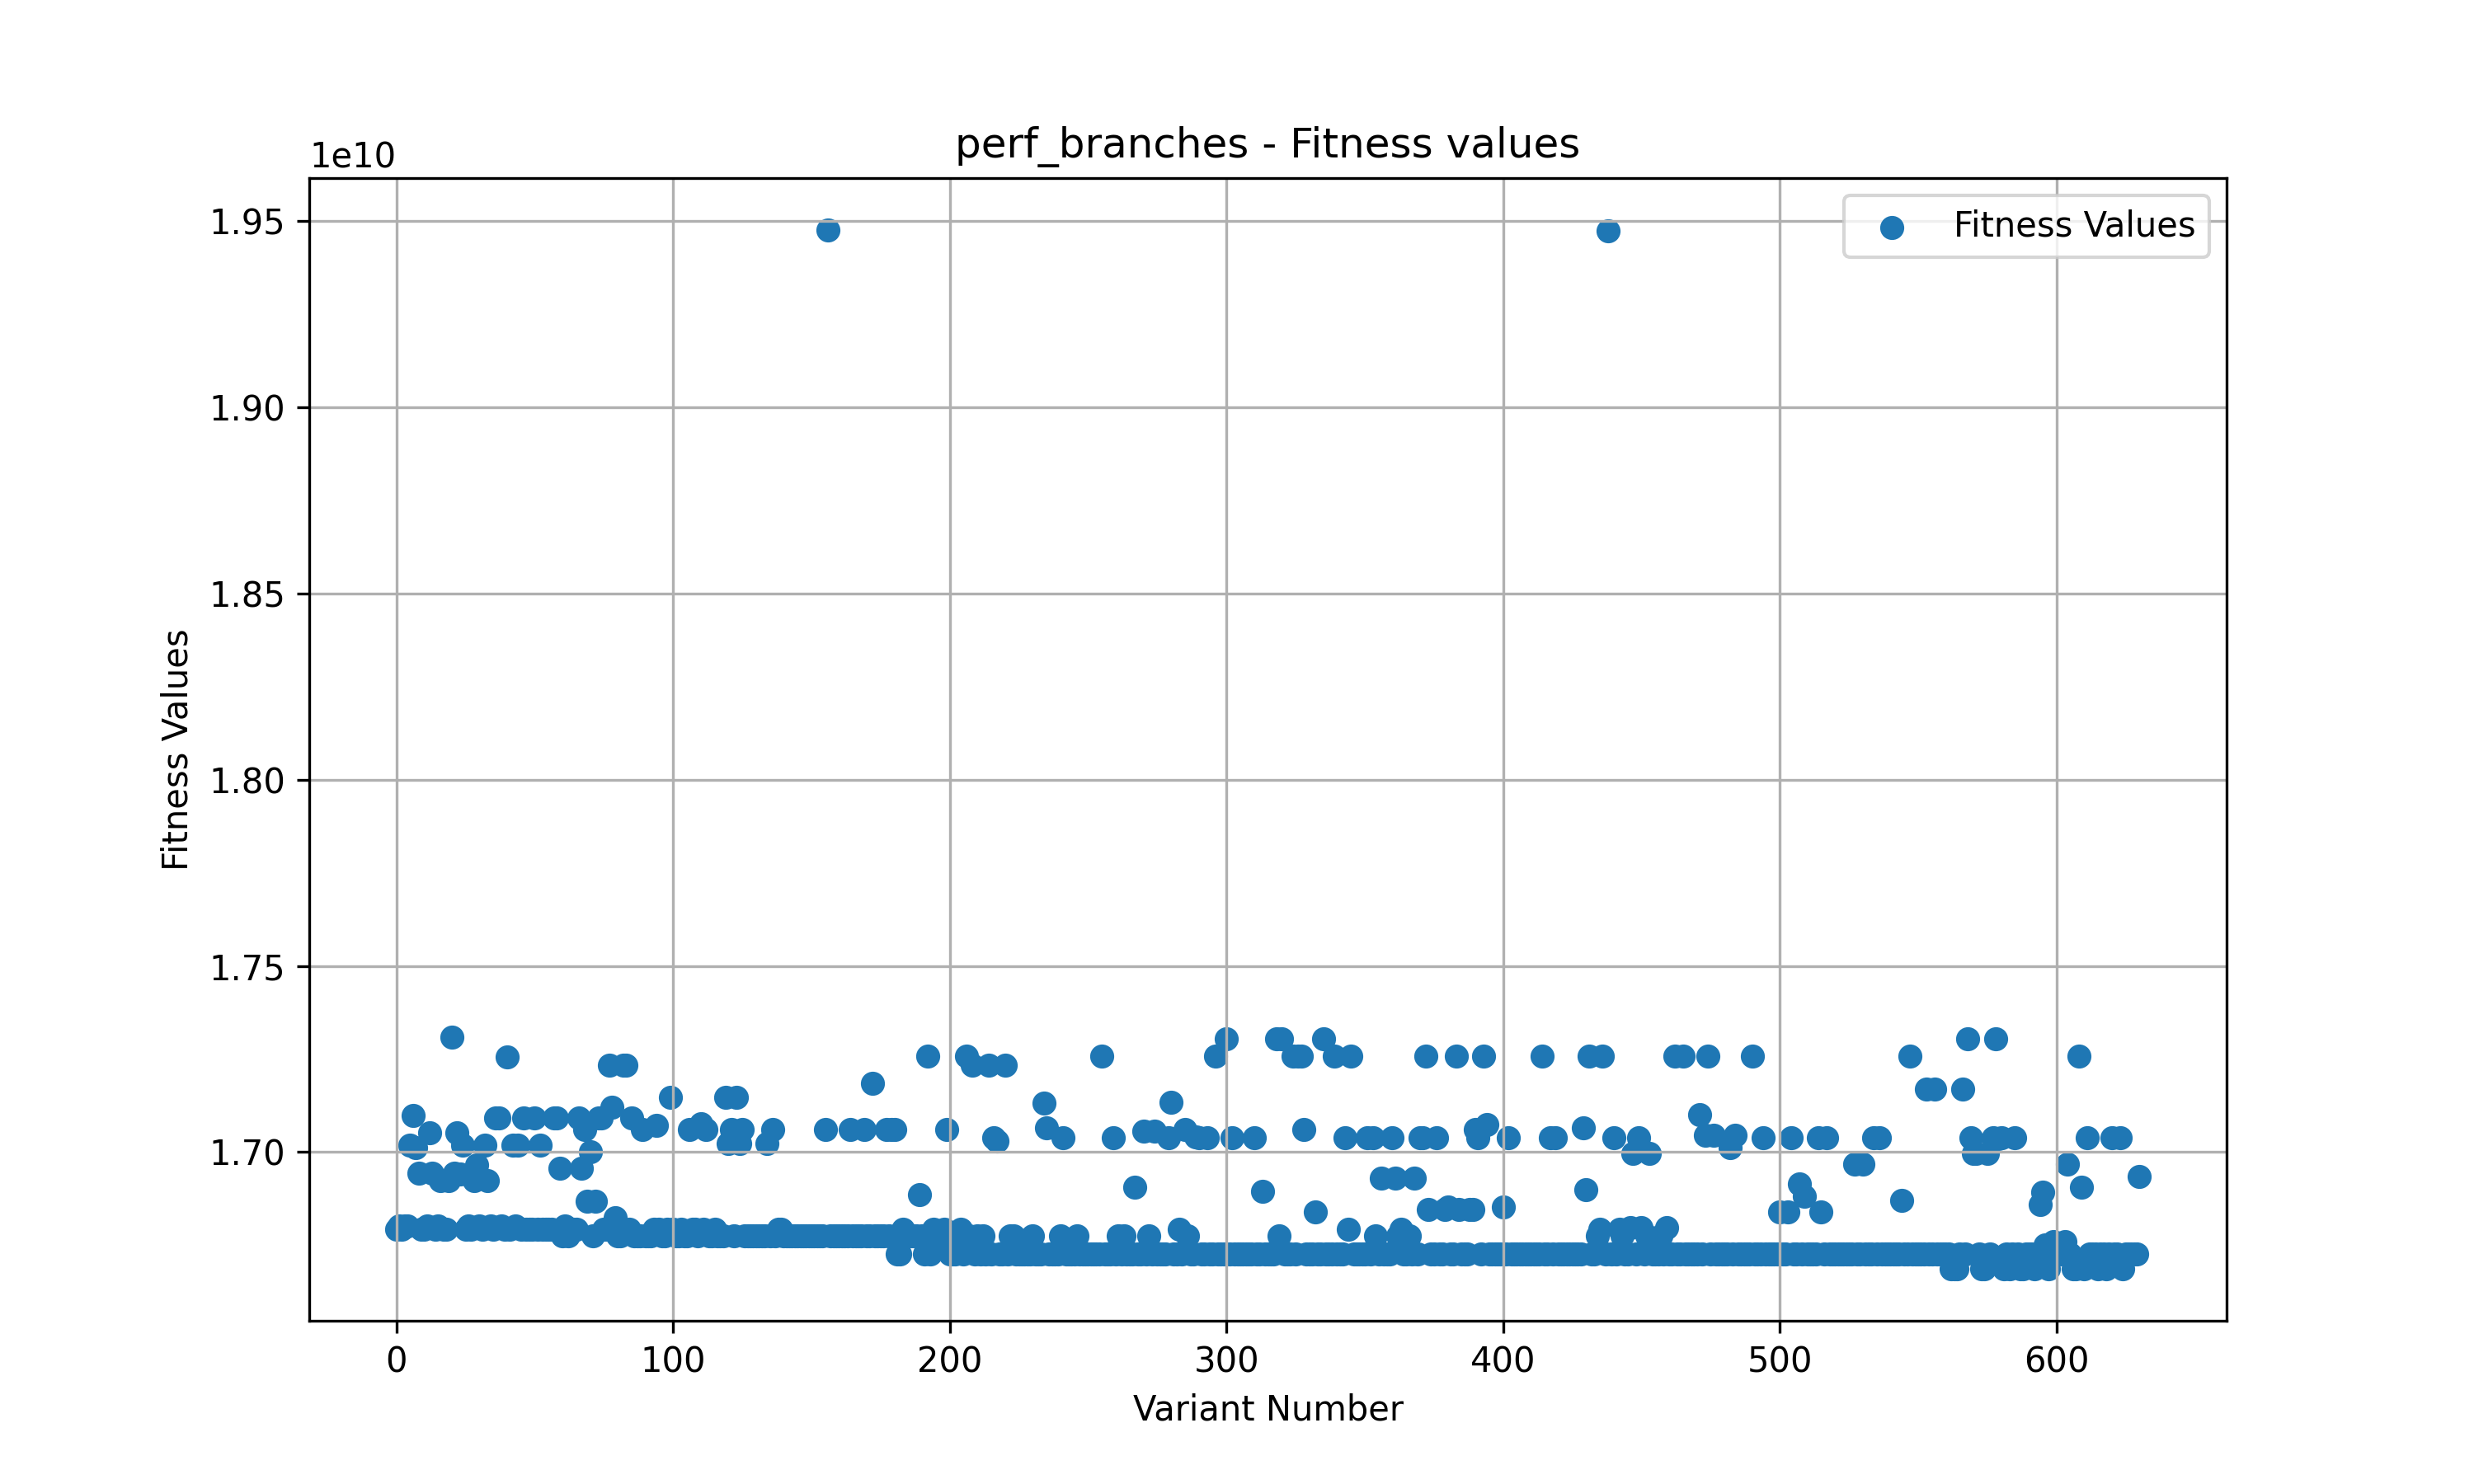 perf_branches - Fitness values
1e10
Fitness Values
1.95
1.90
1.85
1.80
1.75
1.70
Fitness Values
0 100 200 300 400 500 600
Variant Number